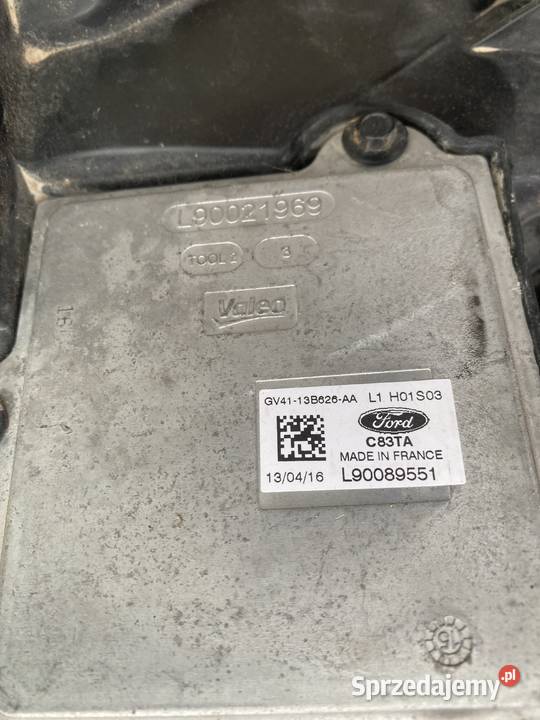 L90021969
TOOL 2 3
Valeo
GV41-13B626-AA L1 H01S03
Ford
C83TA
MADE IN FRANCE
13/04/16 L90089551
Sprzedajemy.pl